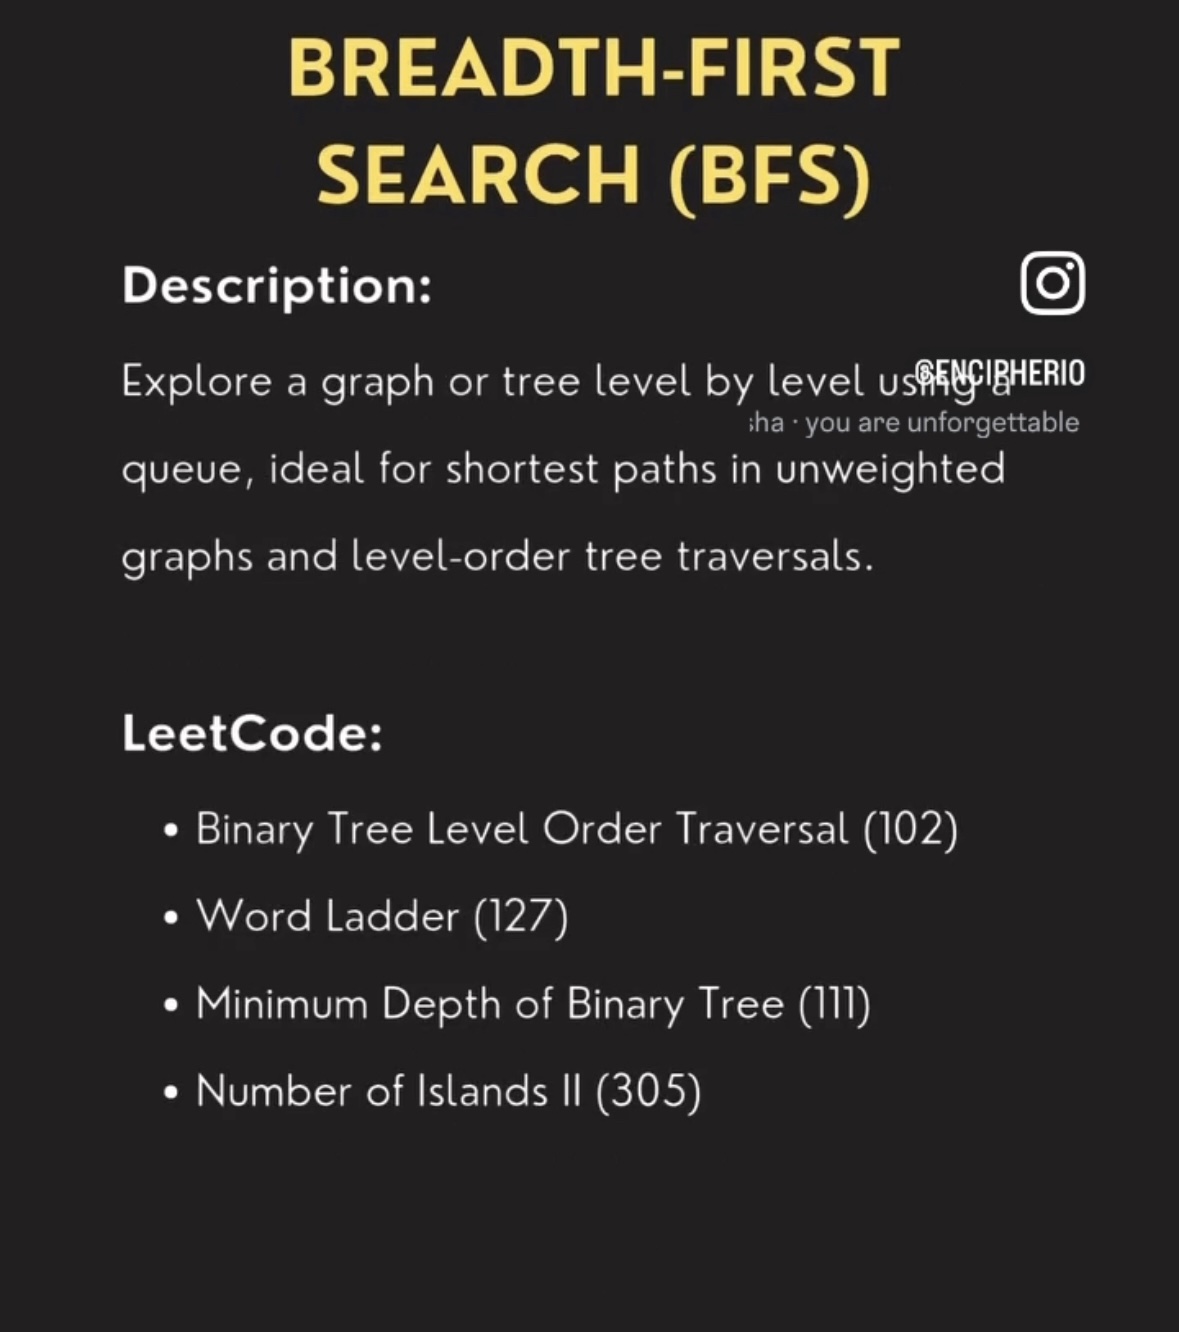 BREADTH-FIRST
SEARCH (BFS)
Description:
Explore a graph or tree level by level using a
@ENCIPHERIO
sha · you are unforgettable
queue, ideal for shortest paths in unweighted
graphs and level-order tree traversals.
LeetCode:
• Binary Tree Level Order Traversal (102)
• Word Ladder (127)
• Minimum Depth of Binary Tree (111)
• Number of Islands II (305)